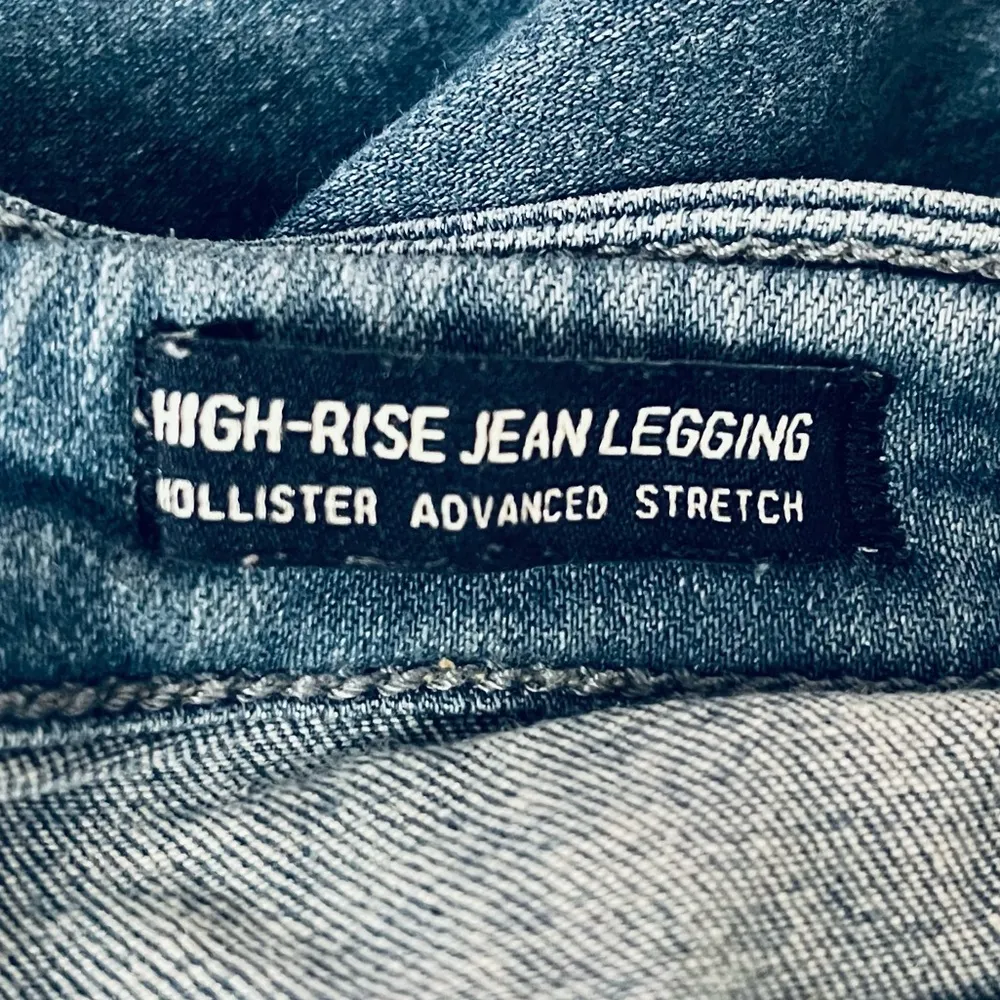 HIGH-RISE JEAN LEGGING
HOLLISTER ADVANCED STRETCH